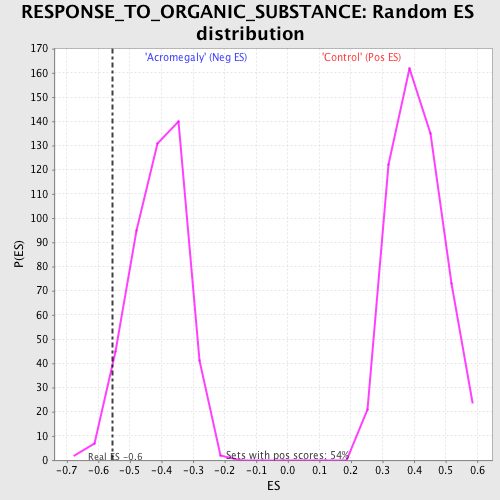 RESPONSE_TO_ORGANIC_SUBSTANCE: Random ES
distribution
'Acromegaly' (Neg ES)
'Control' (Pos ES)
170
160
150
140
130
120
110
100
90
80
70
60
50
40
30
20
10
0
P(ES)
Real ES -0.6
Sets with pos scores: 54%
-0.7 -0.6 -0.5 -0.4 -0.3 -0.2 -0.1 0.0 0.1 0.2 0.3 0.4 0.5 0.6
ES